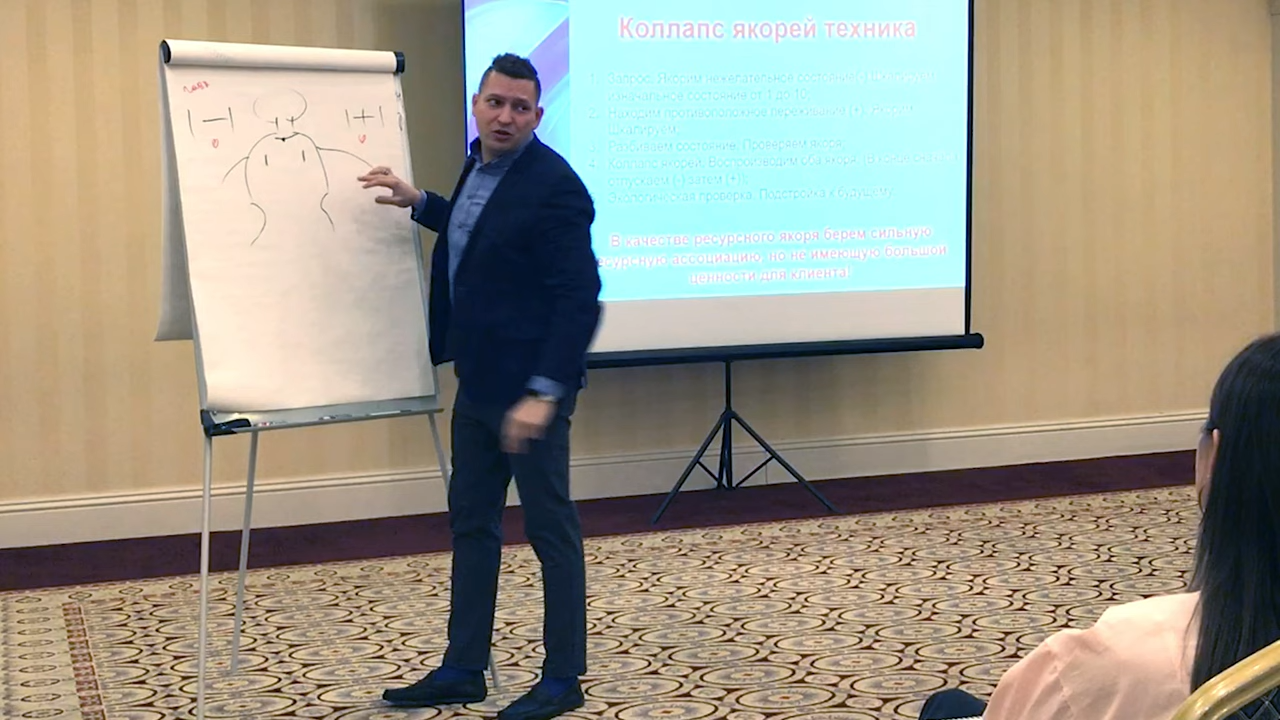 |−| |+|
Коллапс якорей техника
1. Запрос. Якорим нежелательное состояние (-). Шкалируем
изначальное состояние от 1 до 10;
2. Находим противоположное переживание (+). Якорим.
Шкалируем;
3. Разбиваем состояние. Проверяем якоря;
4. Коллапс якорей. Воспроизводим оба якоря. (В конце сначала
отпускаем (-) затем (+));
Экологическая проверка. Подстройка к будущему.
В качестве ресурсного якоря берем сильную
ресурсную ассоциацию, но не имеющую большой
ценности для клиента!